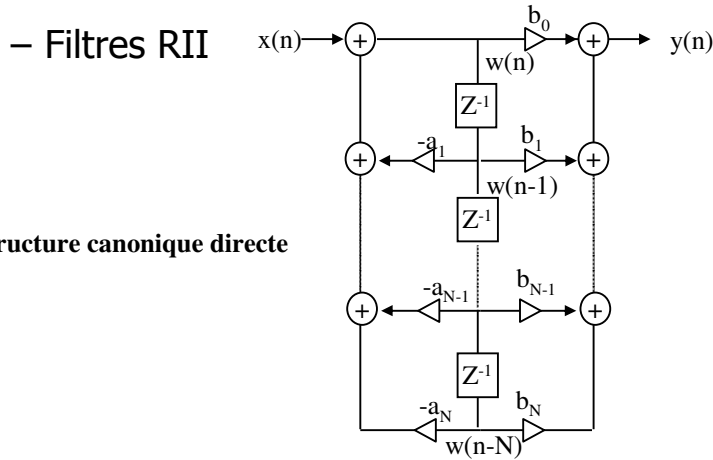 – Filtres RII
x(n) + b0 + y(n)
w(n)
Z-1
+ -a1 b1 +
w(n-1)
Z-1
ructure canonique directe
+ -aN-1 bN-1 +
Z-1
-aN bN
w(n-N)